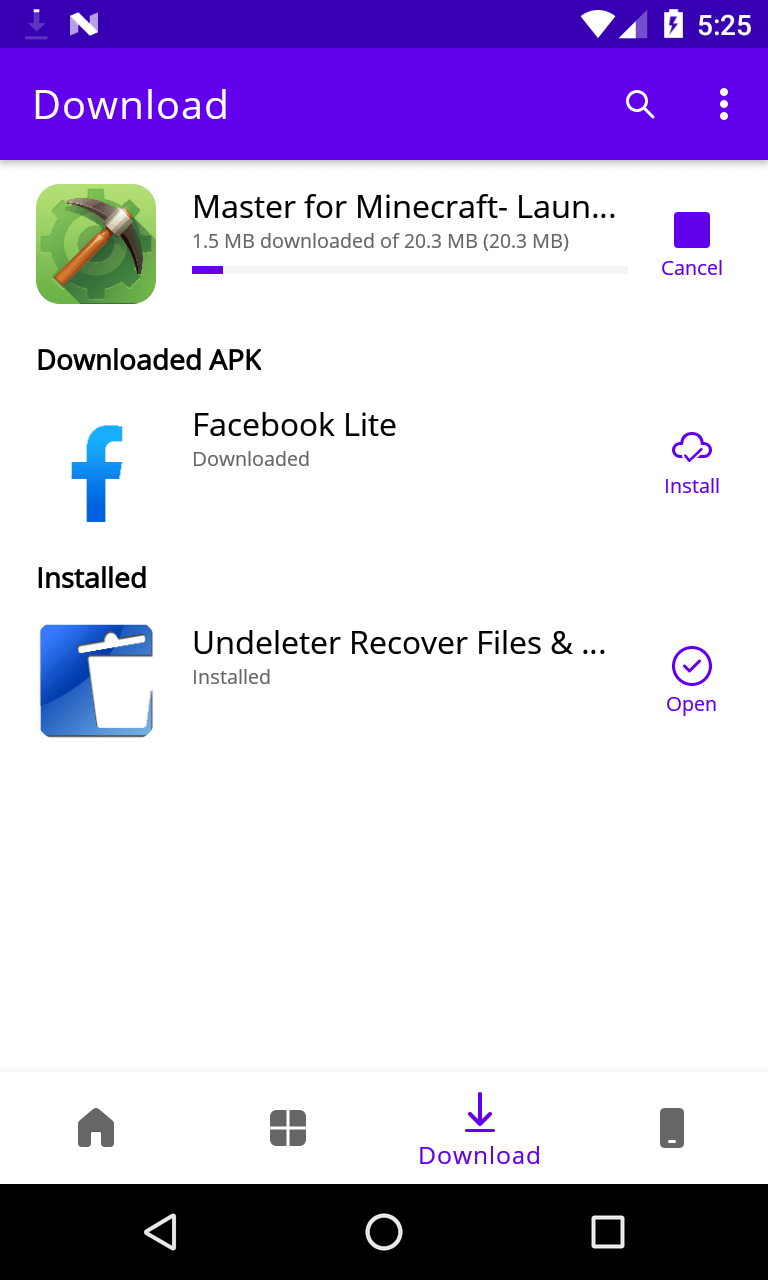 5:25
Download
Master for Minecraft- Laun...
1.5 MB downloaded of 20.3 MB (20.3 MB)
Cancel
Downloaded APK
Facebook Lite
Downloaded
Install
Installed
Undeleter Recover Files & ...
Installed
Open
Download